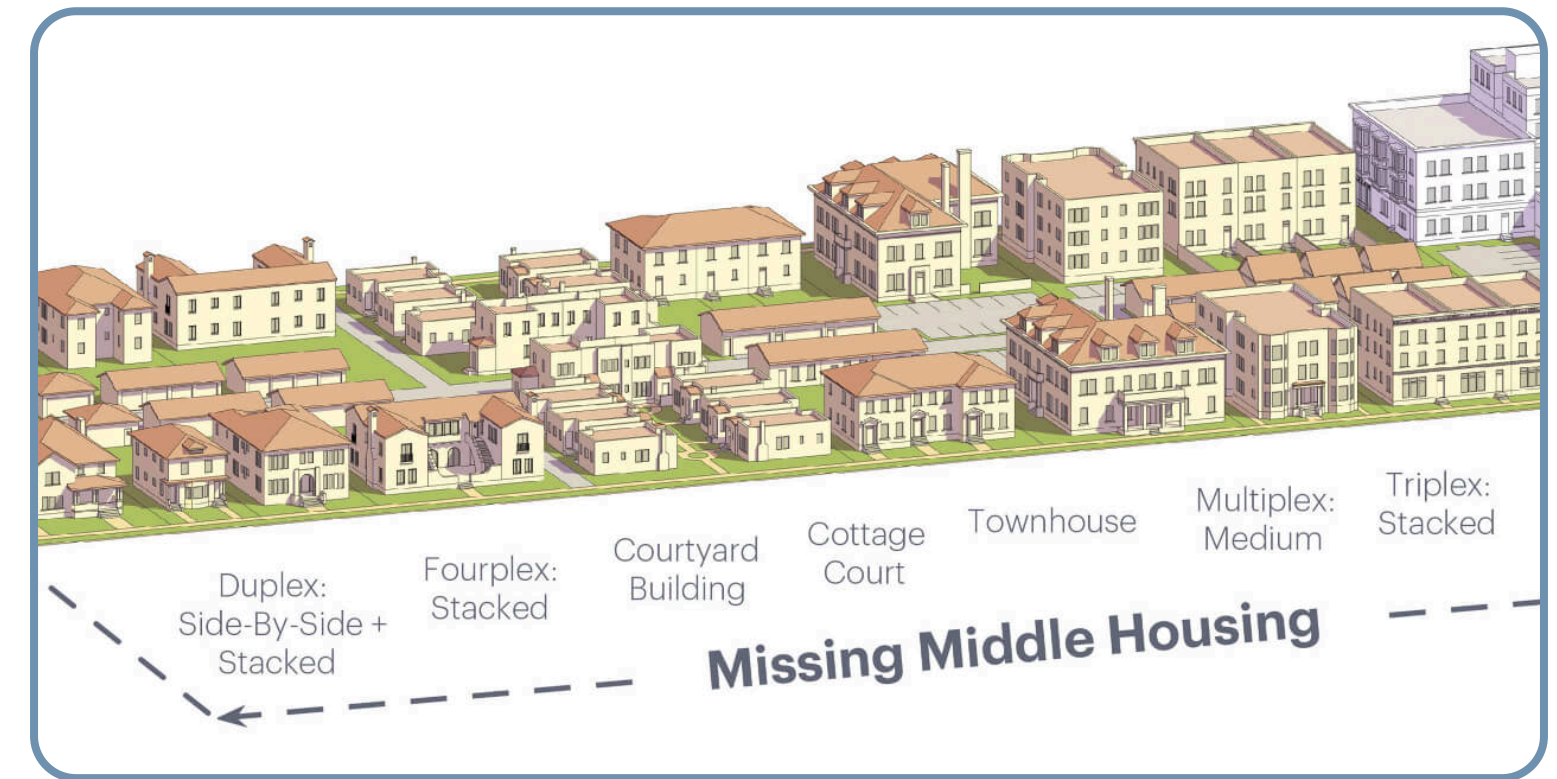 Duplex:
Side-By-Side +
Stacked
Fourplex:
Stacked
Courtyard
Building
Cottage
Court
Townhouse
Multiplex:
Medium
Triplex:
Stacked
Missing Middle Housing